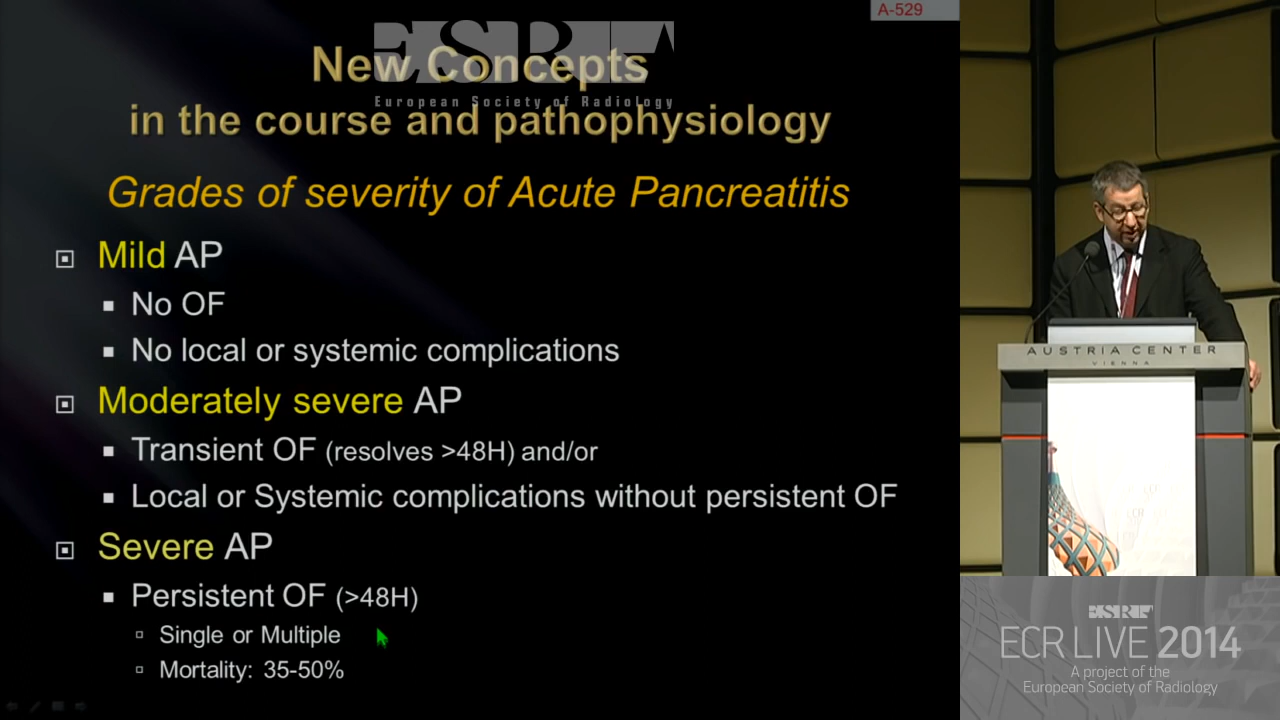 A-529
ESR
European Society of Radiology
New Concepts
in the course and pathophysiology
Grades of severity of Acute Pancreatitis
Mild AP
No OF
No local or systemic complications
Moderately severe AP
Transient OF (resolves >48H) and/or
Local or Systemic complications without persistent OF
Severe AP
Persistent OF (>48H)
Single or Multiple
Mortality: 35-50%
AUSTRIA CENTER
VIENNA
ESR
ECR LIVE 2014
A project of the
European Society of Radiology